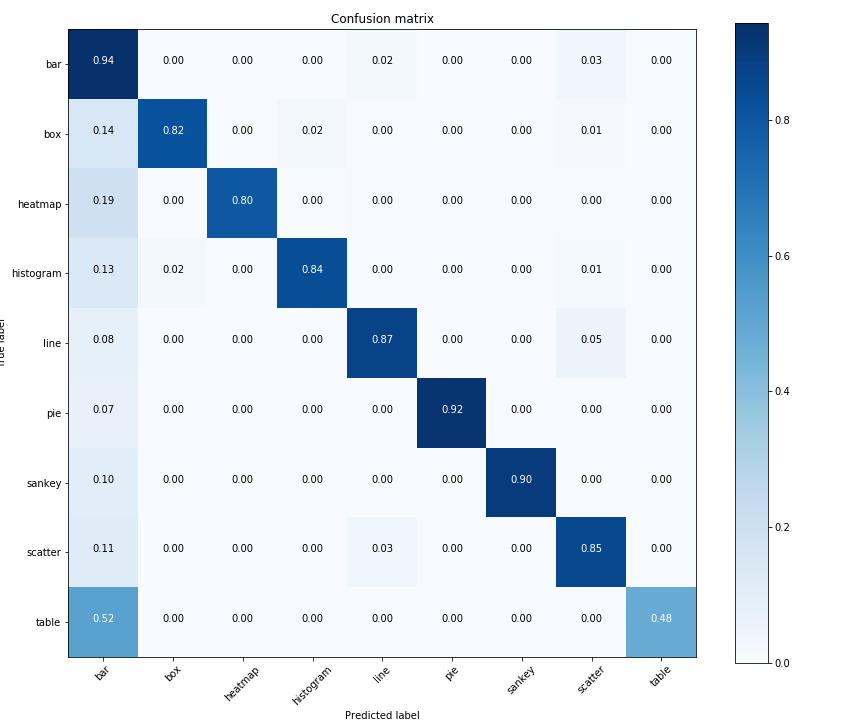 Confusion matrix
bar 0.94 0.00 0.00 0.00 0.02 0.00 0.00 0.03 0.00
box 0.14 0.82 0.00 0.02 0.00 0.00 0.00 0.01 0.00
heatmap 0.19 0.00 0.80 0.00 0.00 0.00 0.00 0.00 0.00
histogram 0.13 0.02 0.00 0.84 0.00 0.00 0.00 0.01 0.00
line 0.08 0.00 0.00 0.00 0.87 0.00 0.00 0.05 0.00
pie 0.07 0.00 0.00 0.00 0.00 0.92 0.00 0.00 0.00
sankey 0.10 0.00 0.00 0.00 0.00 0.00 0.90 0.00 0.00
scatter 0.11 0.00 0.00 0.00 0.03 0.00 0.00 0.85 0.00
table 0.52 0.00 0.00 0.00 0.00 0.00 0.00 0.00 0.48
bar box heatmap histogram line pie sankey scatter table
Predicted label
0.8
0.6
0.4
0.2
0.0